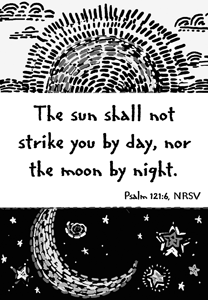 The sun shall not
strike you by day, nor
the moon by night.
Psalm 121:6, NRSV